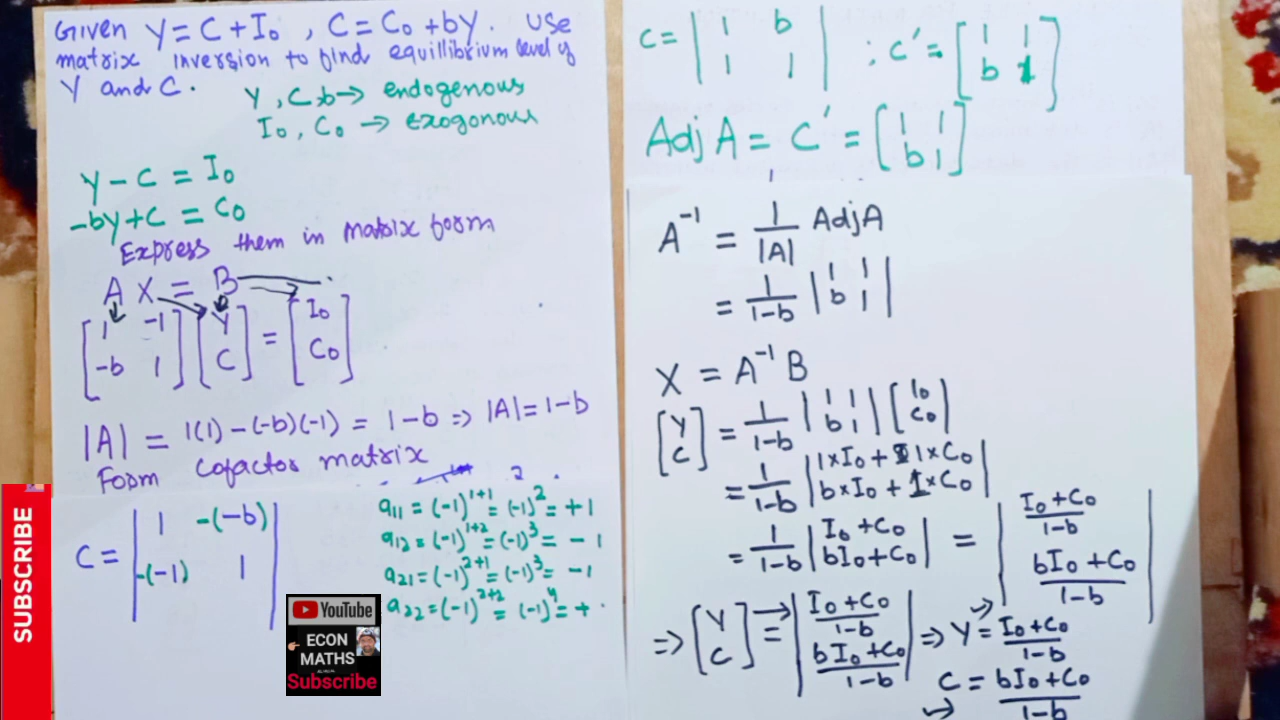 Given Y = C + I₀ , C = C₀ + bY. Use
matrix inversion to find equillibrium level of
Y and C.
Y, C, b → endogenous
I₀, C₀ → exogonous
Y - C = I₀
-bY + C = C₀
Express them in matrix form
A X = B
[1 -1] [Y] = [I₀]
[-b 1] [C] [C₀]
|A| = 1(1) - (-b)(-1) = 1-b ⇒ |A| = 1-b
Form cofactor matrix
C = | 1 -(-b) |
| -(-1) 1 |
a₁₁ = (-1)¹⁺¹ = (-1)² = +1
a₁₂ = (-1)¹⁺² = (-1)³ = -1
a₂₁ = (-1)²⁺¹ = (-1)³ = -1
a₂₂ = (-1)²⁺² = (-1)⁴ = +
SUBSCRIBE
YouTube
ECON
MATHS
Subscribe
C = | 1 b | ; C' = [1 1]
| 1 1 | [b 1]
Adj A = C' = [1 1]
[b 1]
A⁻¹ = 1/|A| Adj A
= 1/1-b | 1 1 |
| b 1 |
X = A⁻¹ B
[Y] = 1/1-b | 1 1 | [I₀]
[C] | b 1 | [C₀]
= 1/1-b | 1×I₀ + 1×C₀ |
| b×I₀ + 1×C₀ |
= 1/1-b | I₀ + C₀ | = | I₀+C₀/1-b |
| bI₀ + C₀ | | bI₀+C₀/1-b |
⇒ [Y] → = | I₀+C₀/1-b | ⇒ Y = I₀+C₀/1-b
[C] | bI₀+C₀/1-b |
C = bI₀+C₀/1-b